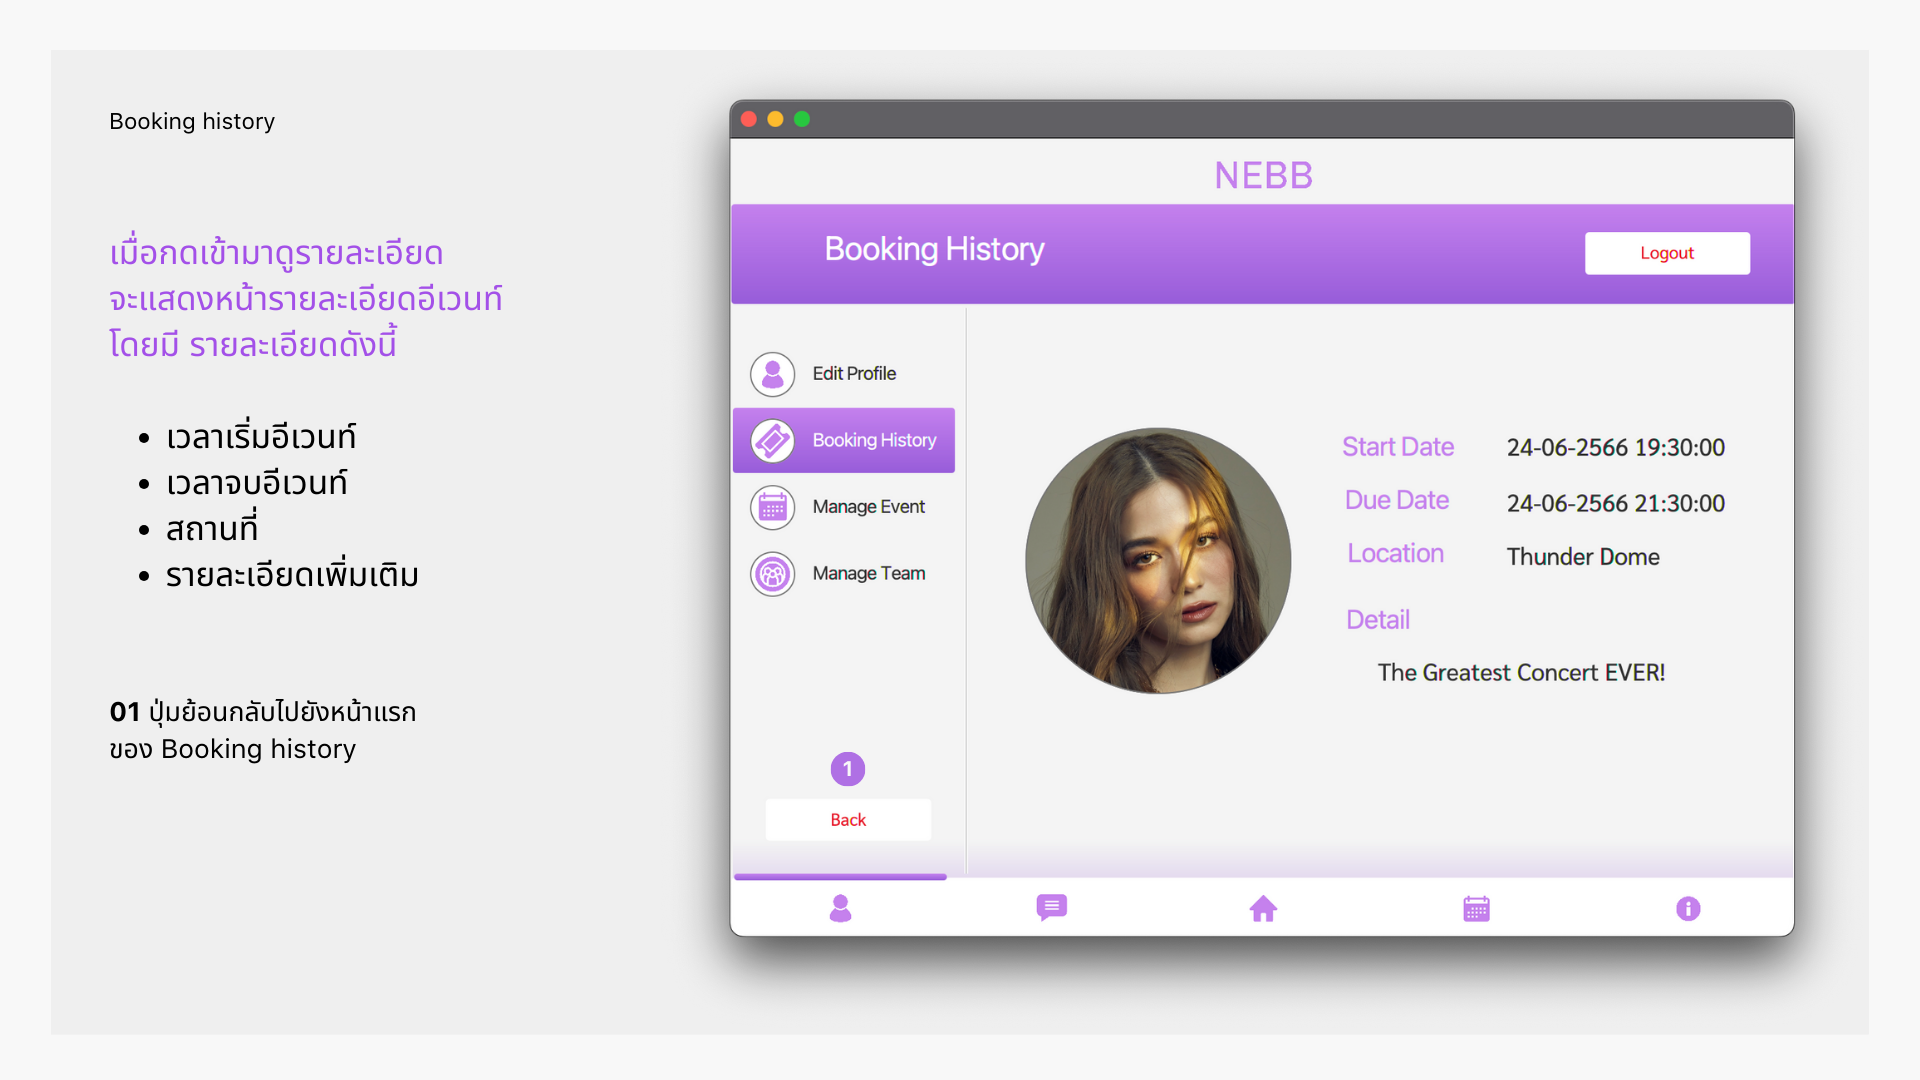 Booking history
เมื่อกดเข้ามาดูรายละเอียด
จะแสดงหน้ารายละเอียดอีเวนท์
โดยมี รายละเอียดดังนี้
• เวลาเริ่มอีเวนท์
• เวลาจบอีเวนท์
• สถานที่
• รายละเอียดเพิ่มเติม
01 ปุ่มย้อนกลับไปยังหน้าแรก
ของ Booking history
NEBB
Booking History
Logout
Edit Profile
Booking History
Manage Event
Manage Team
1
Back
Start Date 24-06-2566 19:30:00
Due Date 24-06-2566 21:30:00
Location Thunder Dome
Detail
The Greatest Concert EVER!